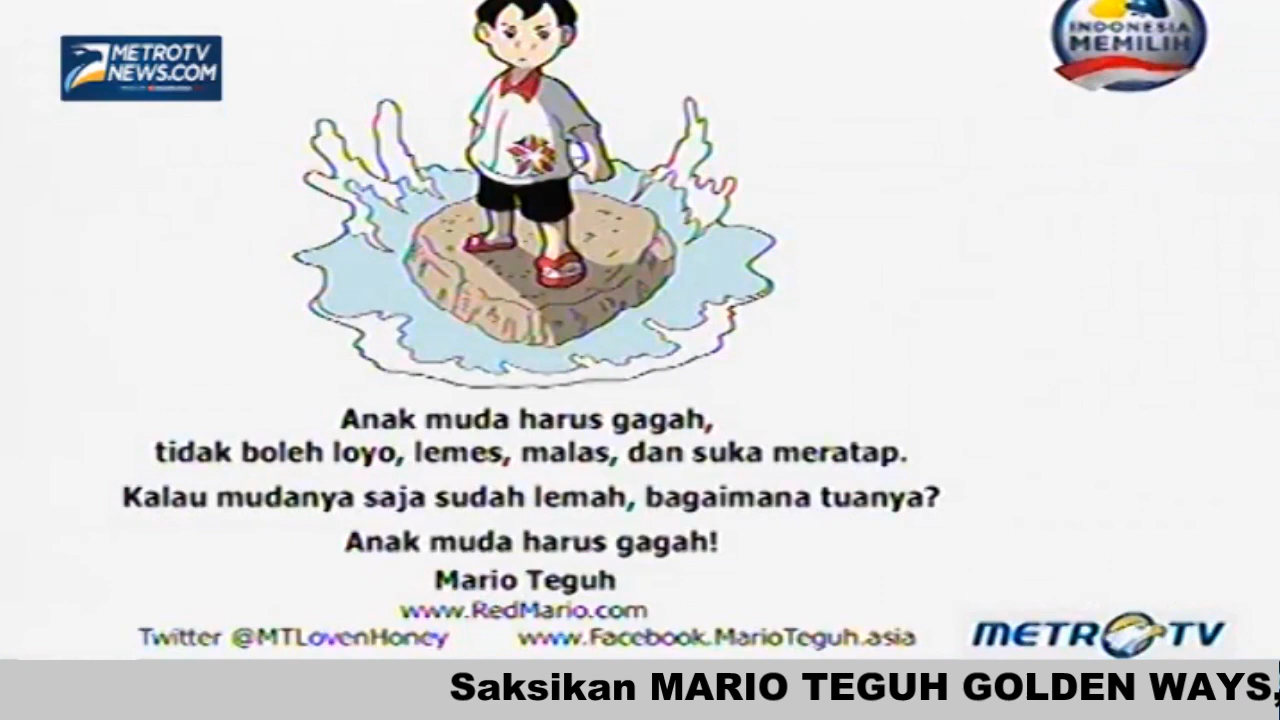 METROTV
NEWS.COM
INDONESIA
MEMILIH
Anak muda harus gagah,
tidak boleh loyo, lemes, malas, dan suka meratap.
Kalau mudanya saja sudah lemah, bagaimana tuanya?
Anak muda harus gagah!
Mario Teguh
www.RedMario.com
Twitter @MTLovenHoney www.Facebook.MarioTeguh.asia
METRO TV
Saksikan MARIO TEGUH GOLDEN WAYS,